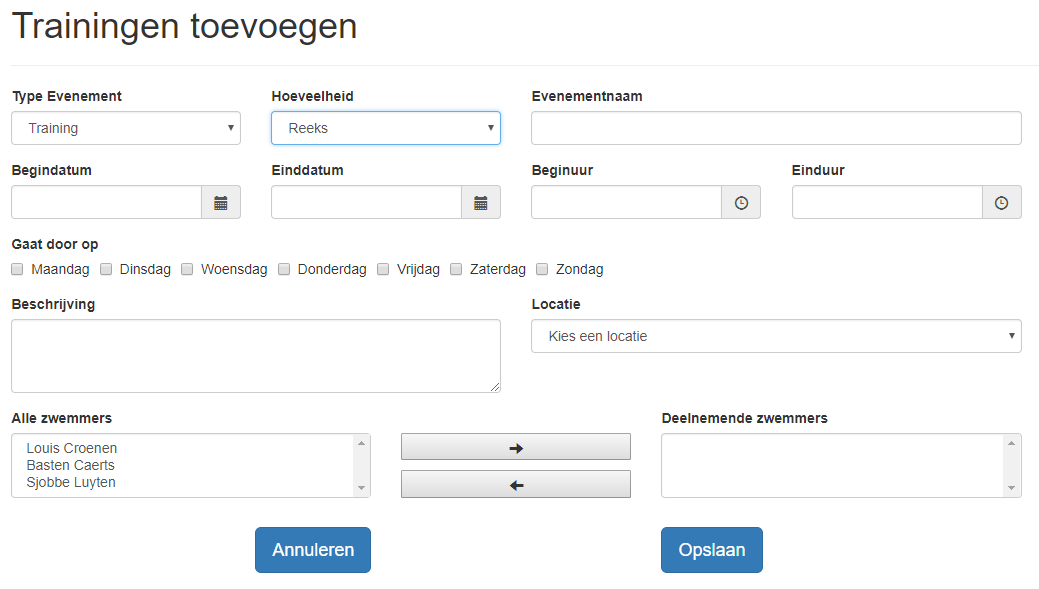 Trainingen toevoegen
Type Evenement Hoeveelheid Evenementnaam
Training Reeks
Begindatum Einddatum Beginuur Einduur
Gaat door op
Maandag Dinsdag Woensdag Donderdag Vrijdag Zaterdag Zondag
Beschrijving Locatie
Kies een locatie
Alle zwemmers Deelnemende zwemmers
Louis Croenen
Basten Caerts
Sjobbe Luyten
Annuleren Opslaan